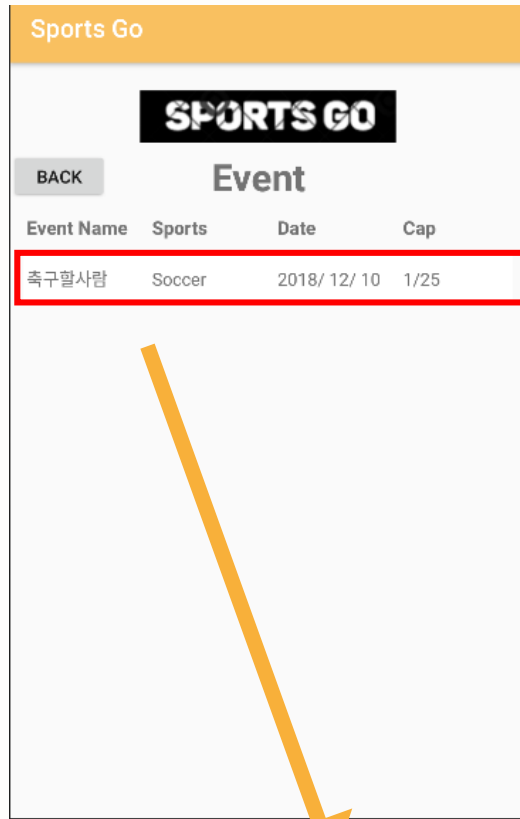 Sports Go
SPORTS GO
BACK
Event
Event Name Sports Date Cap
축구할사람 Soccer 2018/ 12/ 10 1/25